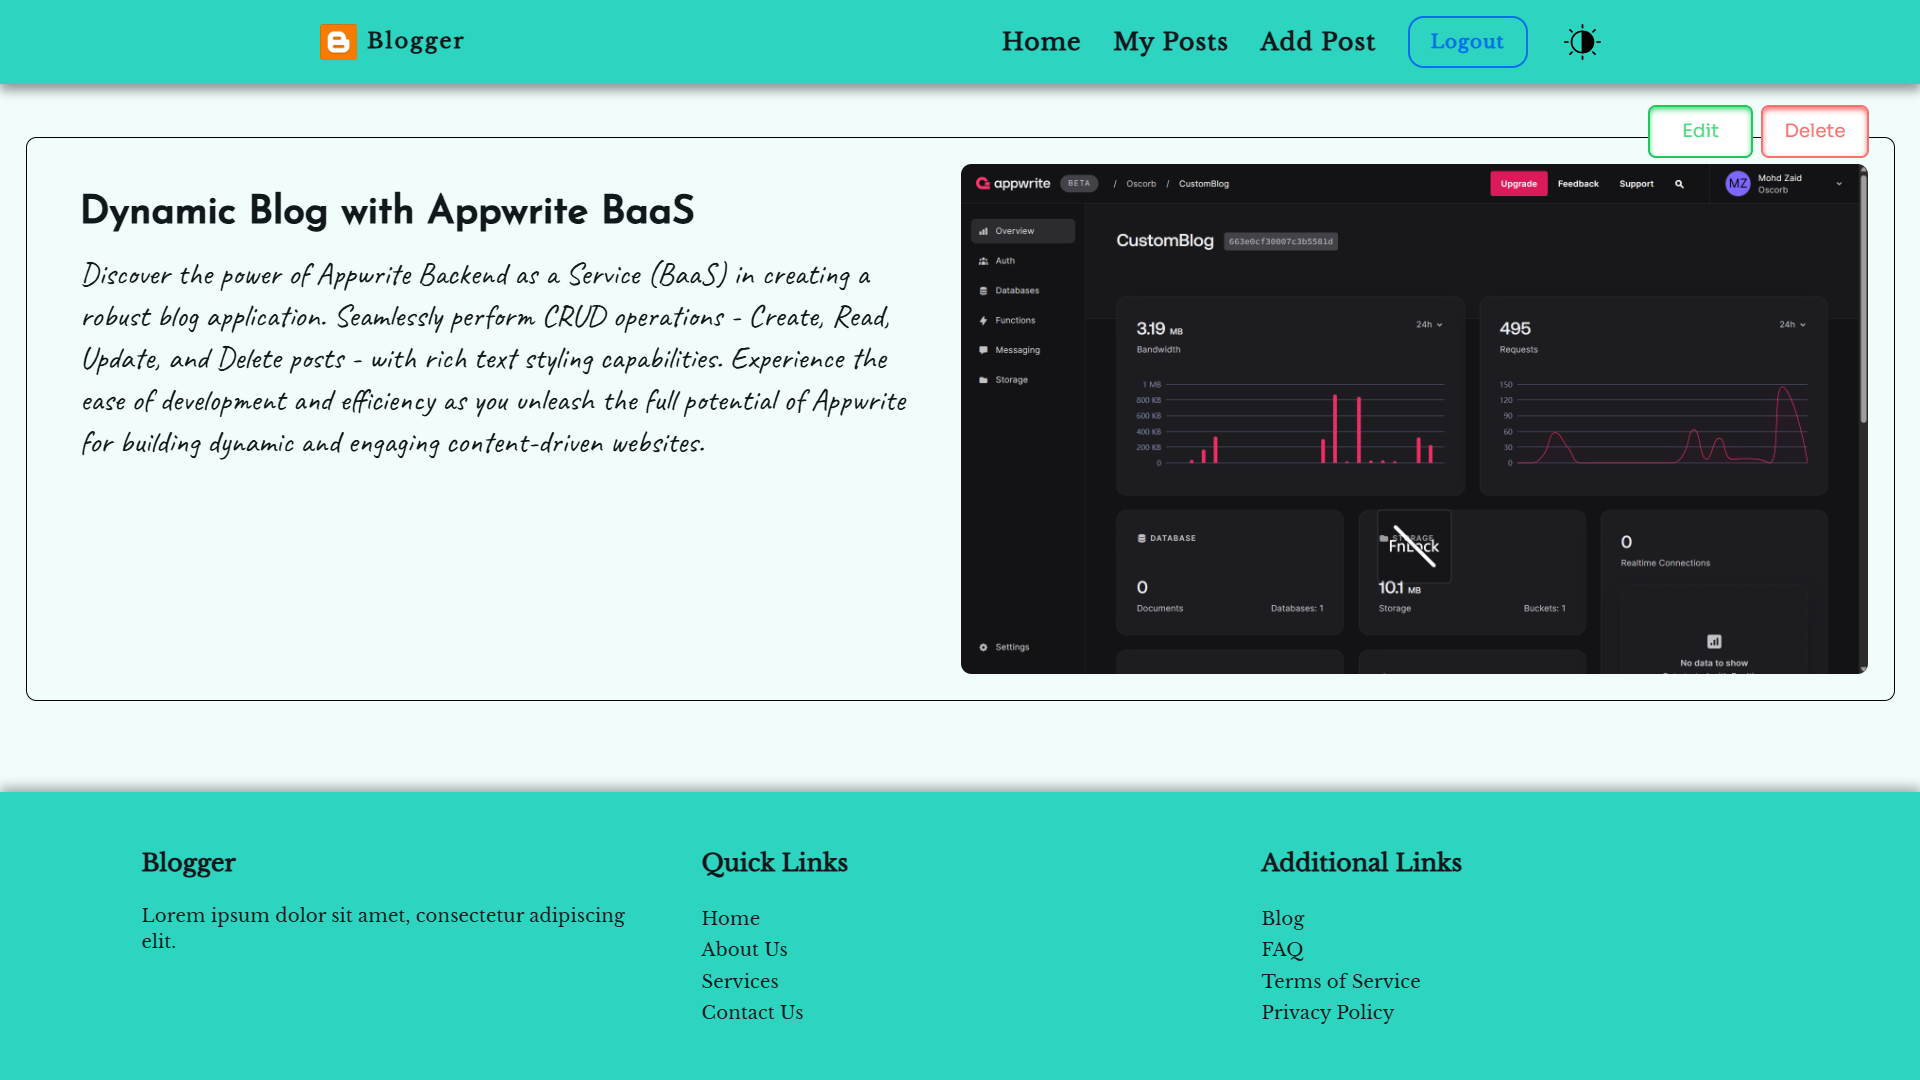 Blogger
Home
My Posts
Add Post
Logout
Edit
Delete
Dynamic Blog with Appwrite BaaS
Discover the power of Appwrite Backend as a Service (BaaS) in creating a
robust blog application. Seamlessly perform CRUD operations - Create, Read,
Update, and Delete posts - with rich text styling capabilities. Experience the
ease of development and efficiency as you unleash the full potential of Appwrite
for building dynamic and engaging content-driven websites.
appwrite BETA / Oscorb / CustomBlog
Upgrade
Feedback
Support
MZ
Mohd Zaid
Oscorb
Overview
Auth
Databases
Functions
Messaging
Storage
Settings
CustomBlog 663e0cf30007c3b5581d
3.19 MB
24h
Bandwidth
1 MB
800 KB
600 KB
400 KB
200 KB
0
495
24h
Requests
150
120
90
60
30
0
DATABASE
0
Documents
Databases: 1
STORAGE
FnLock
10.1 MB
Storage
Buckets: 1
0
Realtime Connections
No data to show
Blogger
Lorem ipsum dolor sit amet, consectetur adipiscing
elit.
Quick Links
Home
About Us
Services
Contact Us
Additional Links
Blog
FAQ
Terms of Service
Privacy Policy